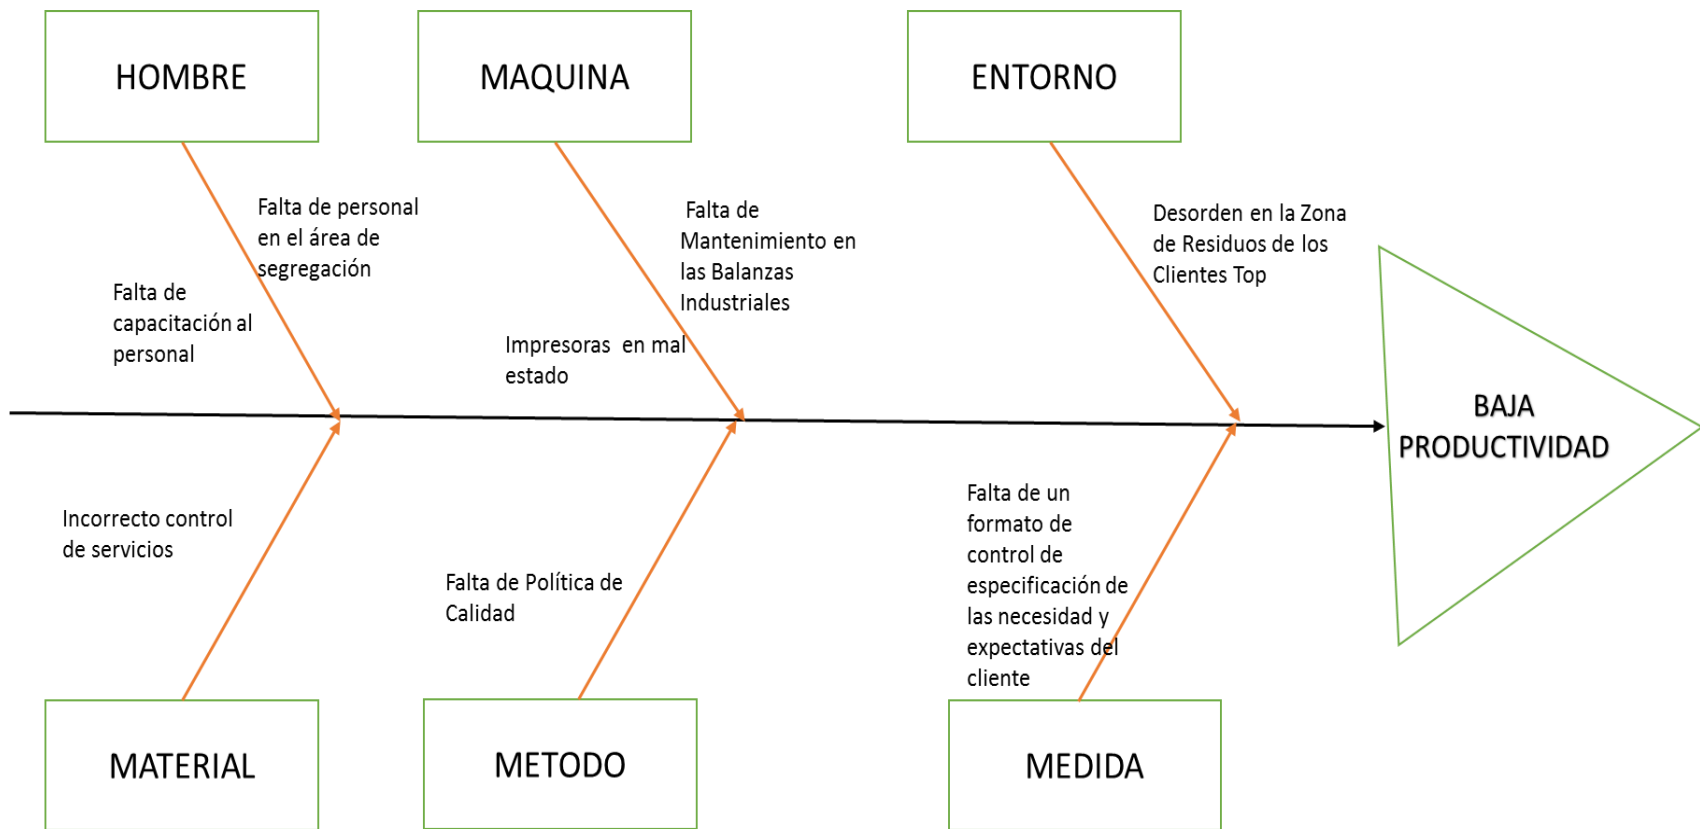 HOMBRE
MAQUINA
ENTORNO
Falta de personal
en el área de
segregación
Falta de
capacitación al
personal
Falta de
Mantenimiento en
las Balanzas
Industriales
Impresoras en mal
estado
Desorden en la Zona
de Residuos de los
Clientes Top
BAJA
PRODUCTIVIDAD
Incorrecto control
de servicios
Falta de Política de
Calidad
Falta de un
formato de
control de
especificación de
las necesidad y
expectativas del
cliente
MATERIAL
METODO
MEDIDA